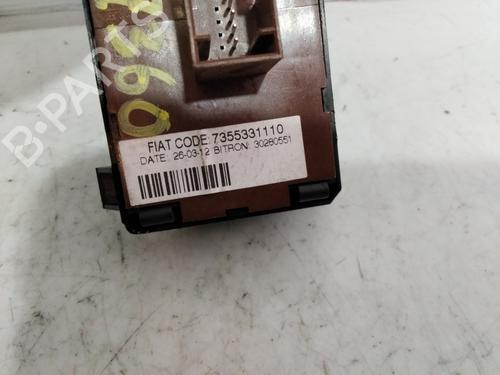 B-PARTS
FIAT CODE:7355331110
DATE: 26-03-12 BITRON: 30280551